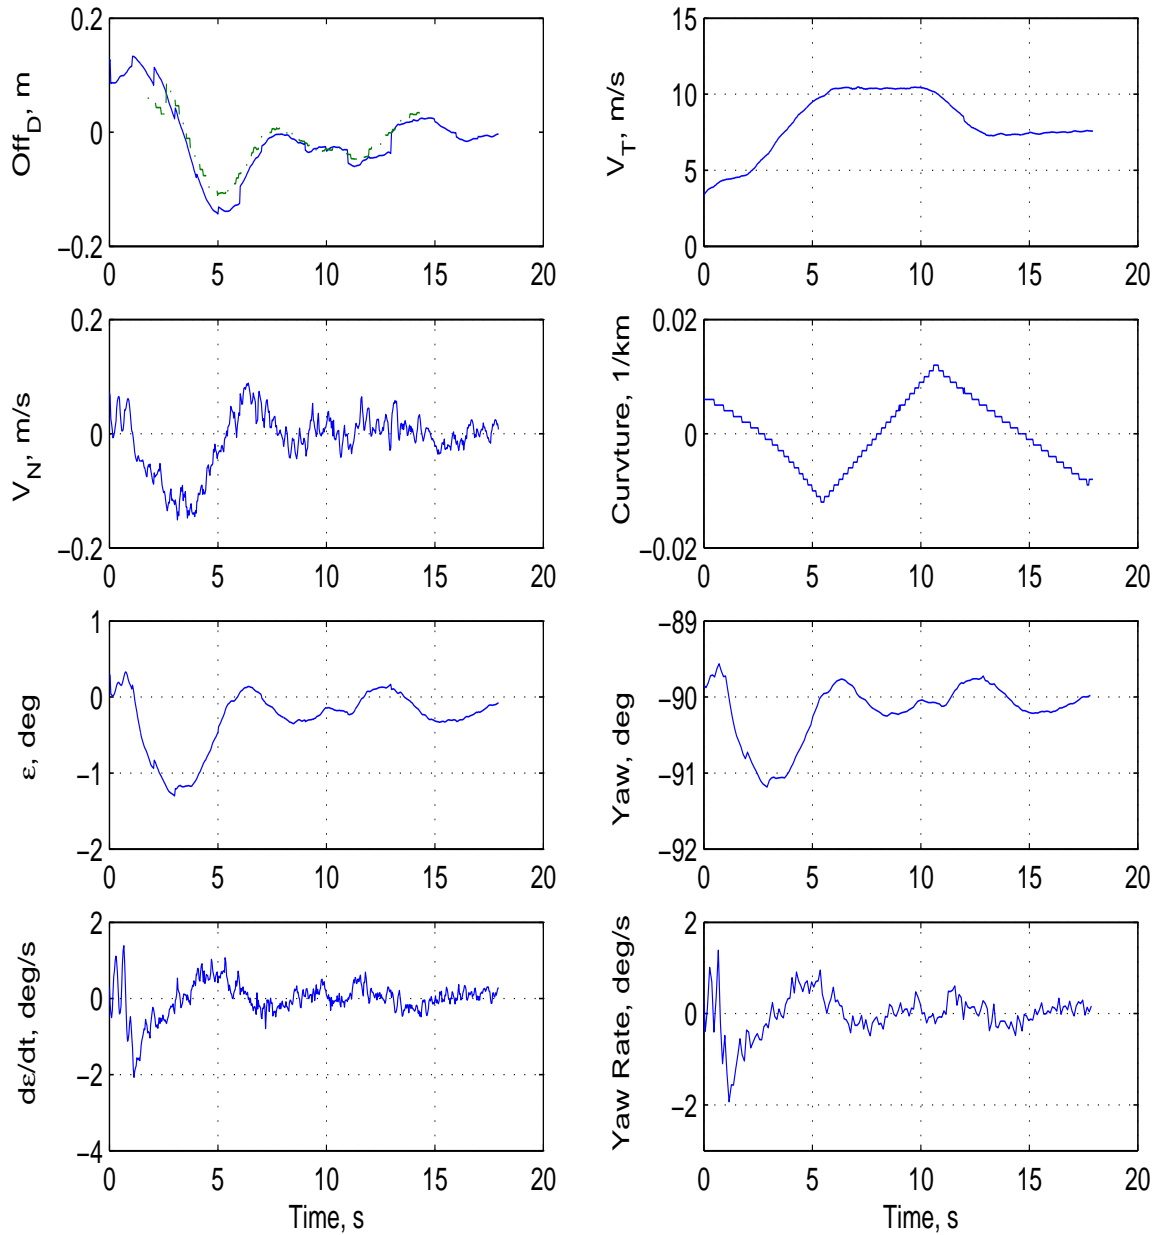 0.2
0
−0.2
Off_D, m
0 5 10 15 20
15
10
5
0
V_T, m/s
0 5 10 15 20
0.2
0
−0.2
V_N, m/s
0 5 10 15 20
0.02
0
−0.02
Curvture, 1/km
0 5 10 15 20
1
0
−1
−2
ε, deg
0 5 10 15 20
−89
−90
−91
−92
Yaw, deg
0 5 10 15 20
2
0
−2
−4
dε/dt, deg/s
0 5 10 15 20
Time, s
2
0
−2
Yaw Rate, deg/s
0 5 10 15 20
Time, s